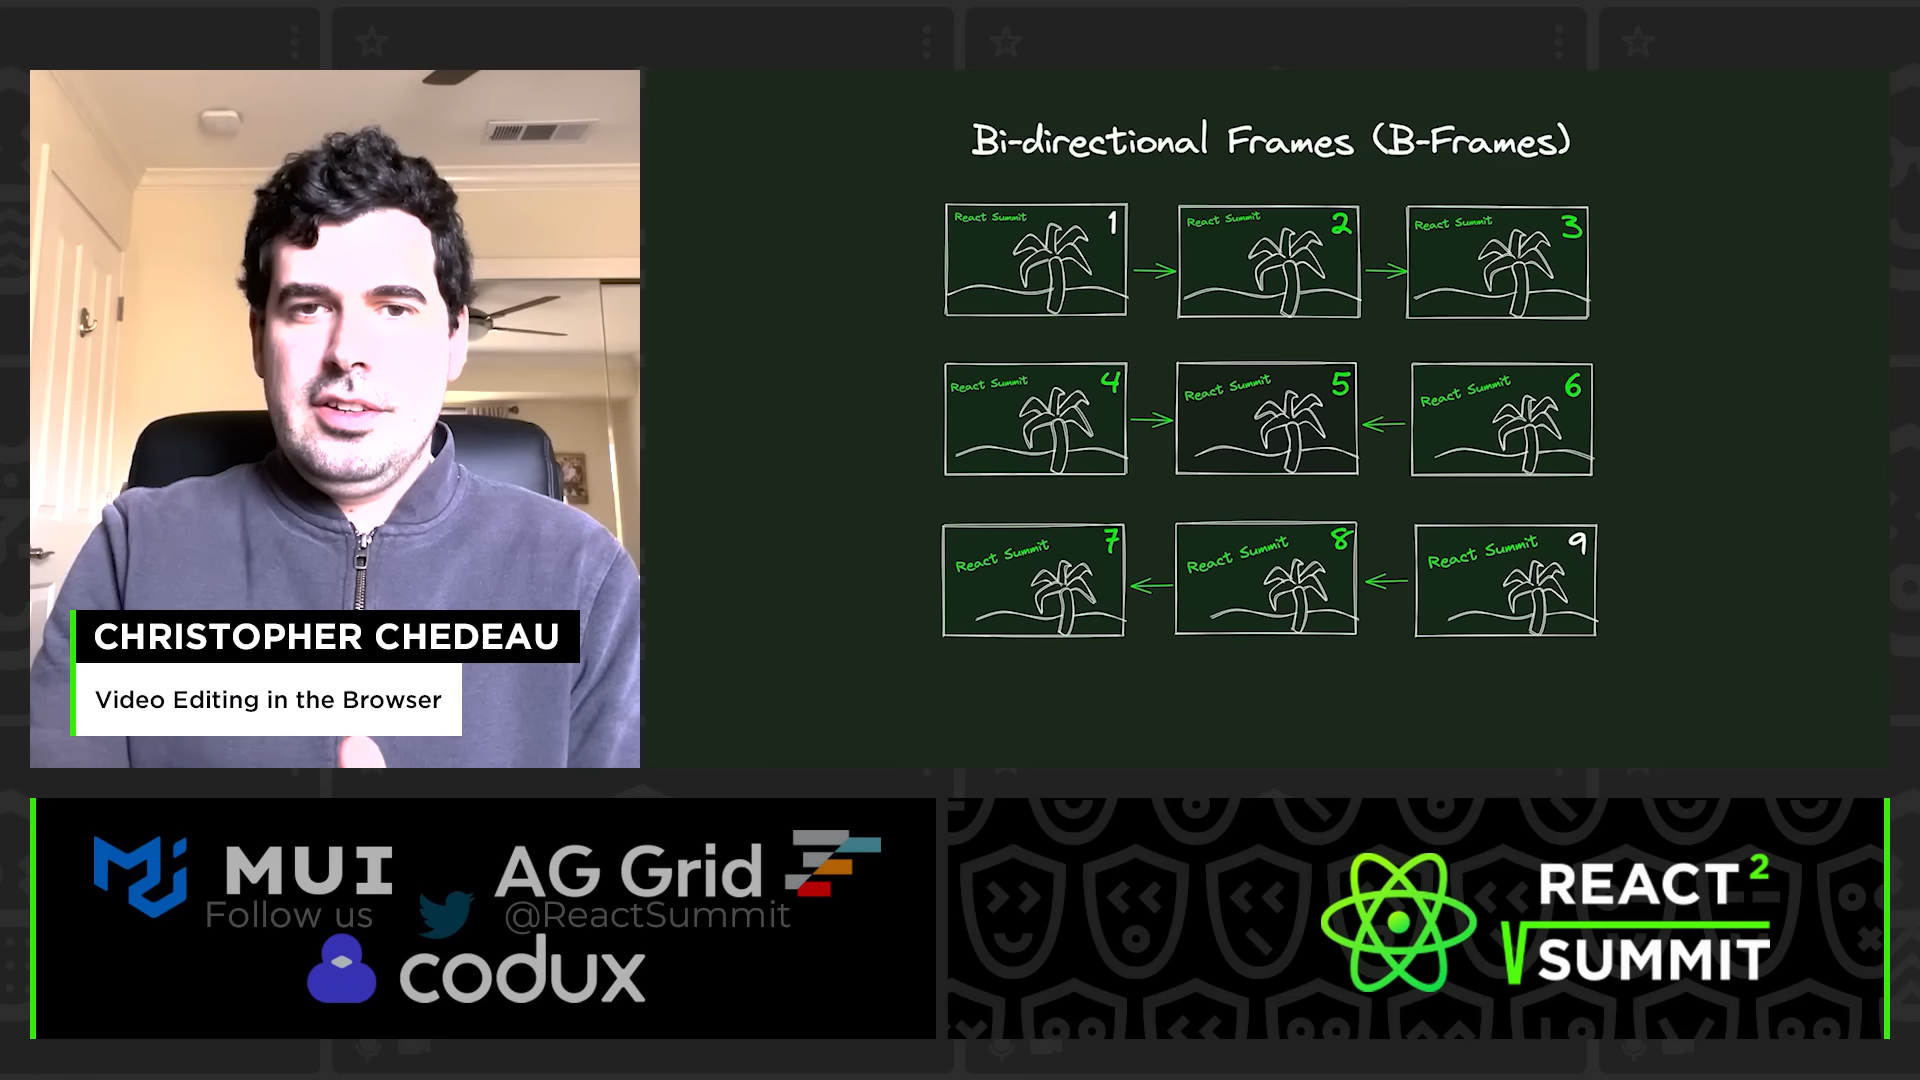 Bi-directional Frames (B-Frames)
React Summit 1
React Summit 2
React Summit 3
React Summit 4
React Summit 5
React Summit 6
React Summit 7
React Summit 8
React Summit 9
CHRISTOPHER CHEDEAU
Video Editing in the Browser
MUI
AG Grid
Follow us @ReactSummit
codux
REACT 2
SUMMIT